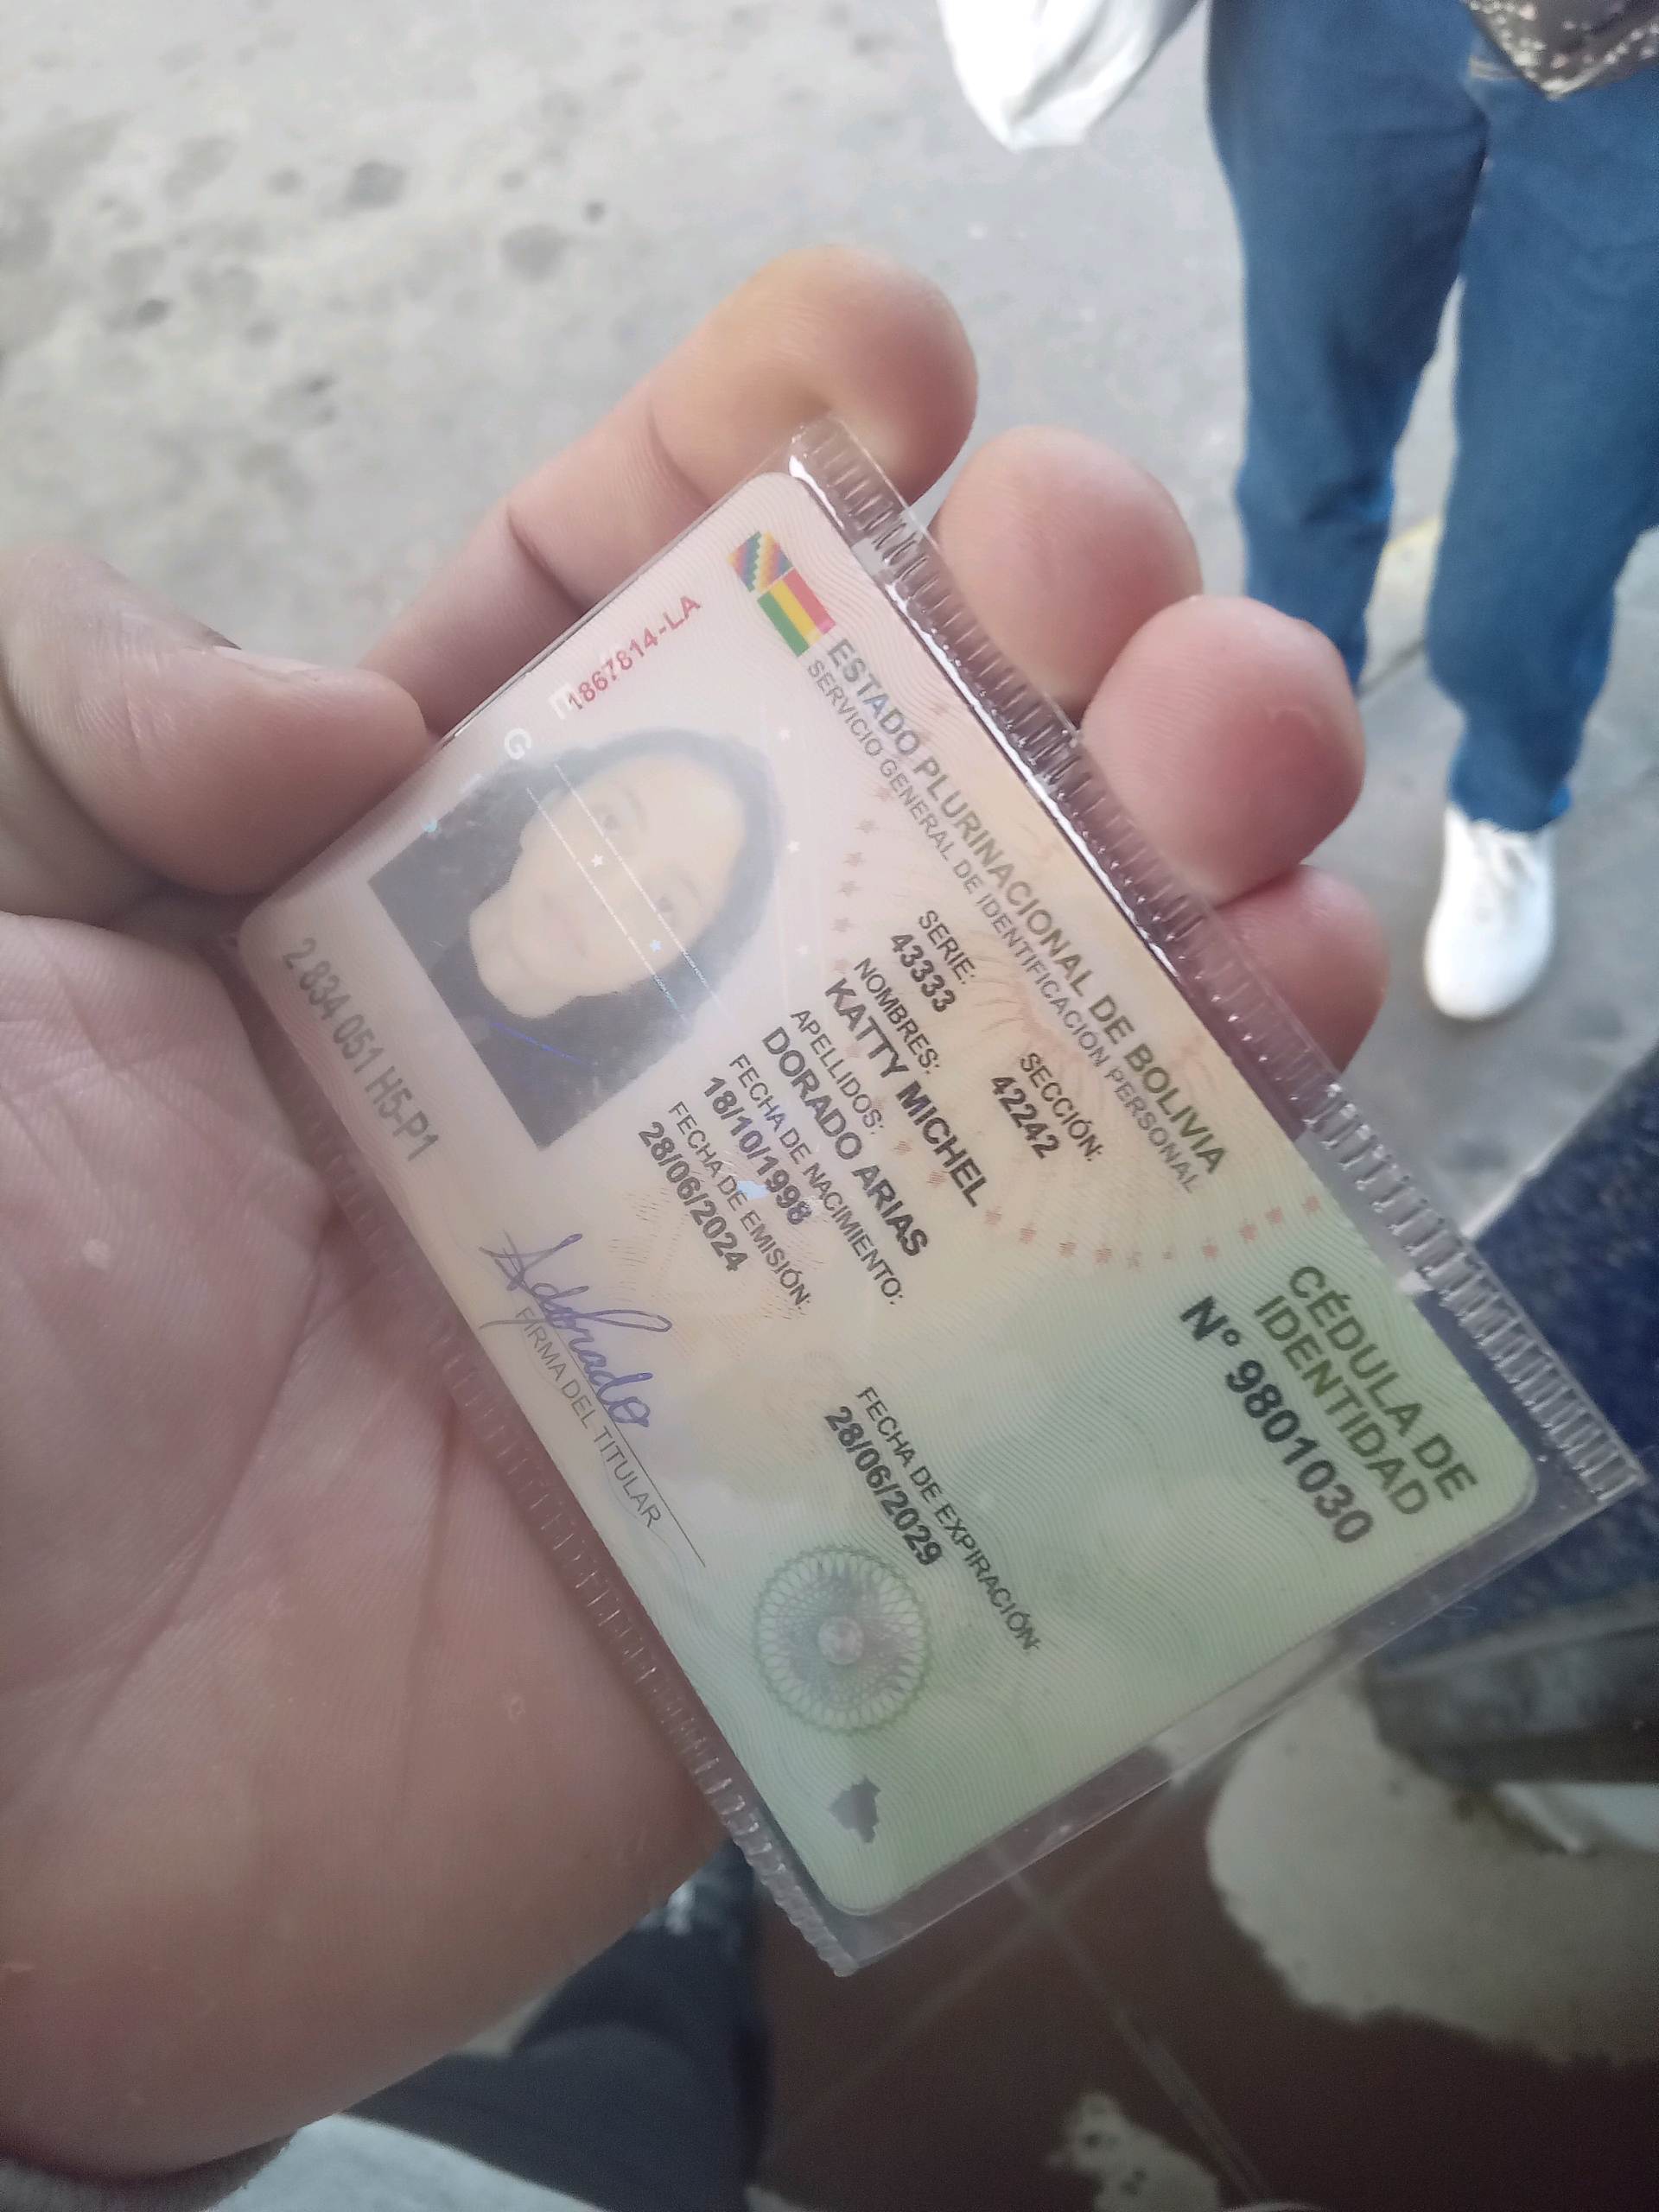 ESTADO PLURINACIONAL DE BOLIVIA
SERVICIO GENERAL DE IDENTIFICACIÓN PERSONAL
CÉDULA DE
IDENTIDAD
N° 9801030
1867814-LA
SERIE:
43333
SECCIÓN:
42242
NOMBRES:
KATTY MICHEL
APELLIDOS:
DORADO ARIAS
FECHA DE NACIMIENTO:
18/10/1998
FECHA DE EMISIÓN:
28/06/2024
FECHA DE EXPIRACIÓN:
28/06/2029
FIRMA DEL TITULAR
2 834 051 H5-P1